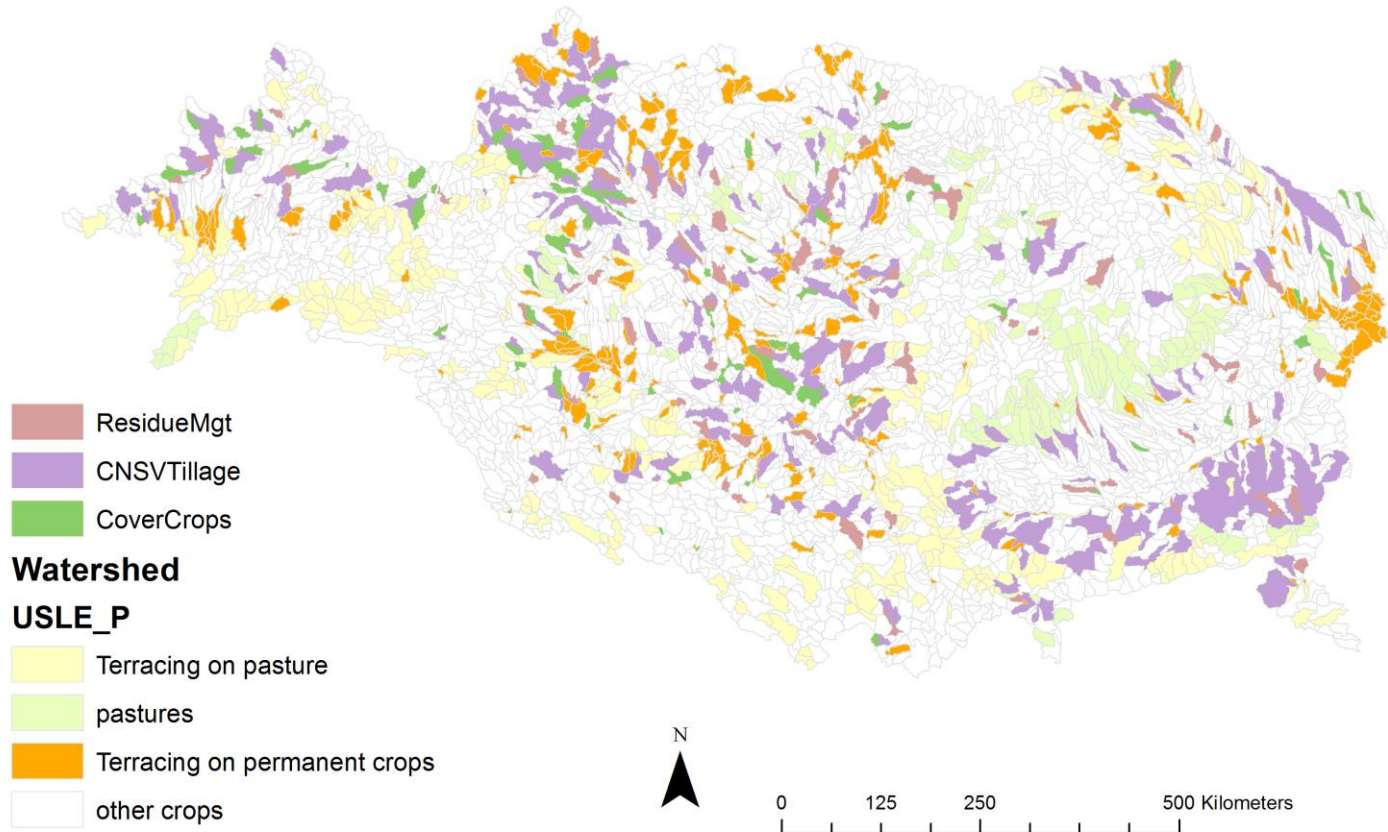 ResidueMgt
CNSVTillage
CoverCrops
Watershed
USLE_P
Terracing on pasture
pastures
Terracing on permanent crops
other crops
N
0 125 250 500 Kilometers